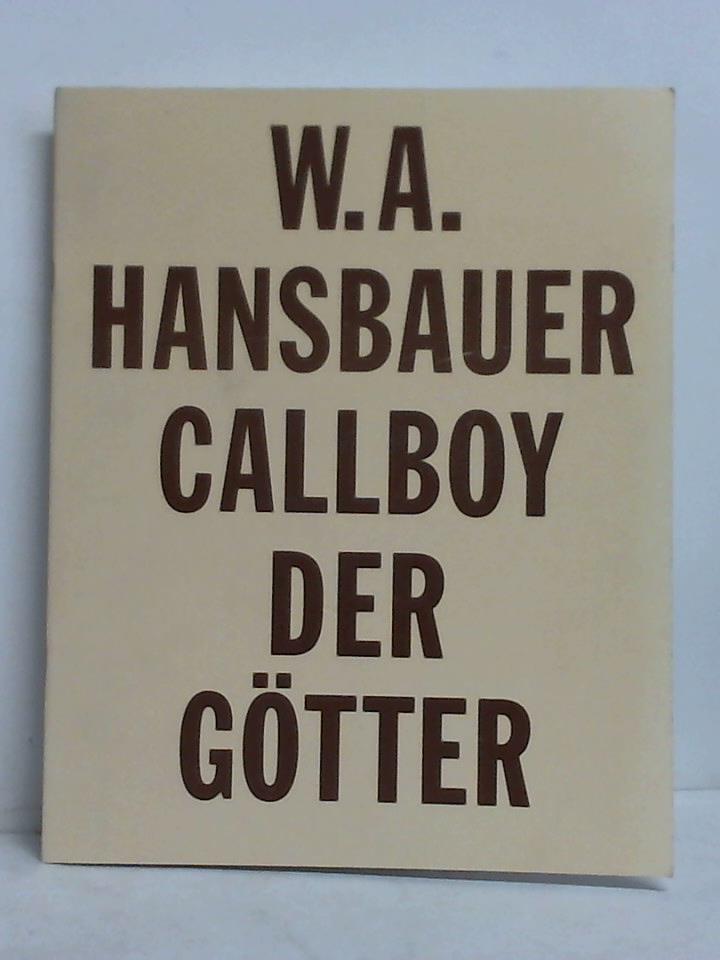 W.A.
HANSBAUER
CALLBOY
DER
GÖTTER